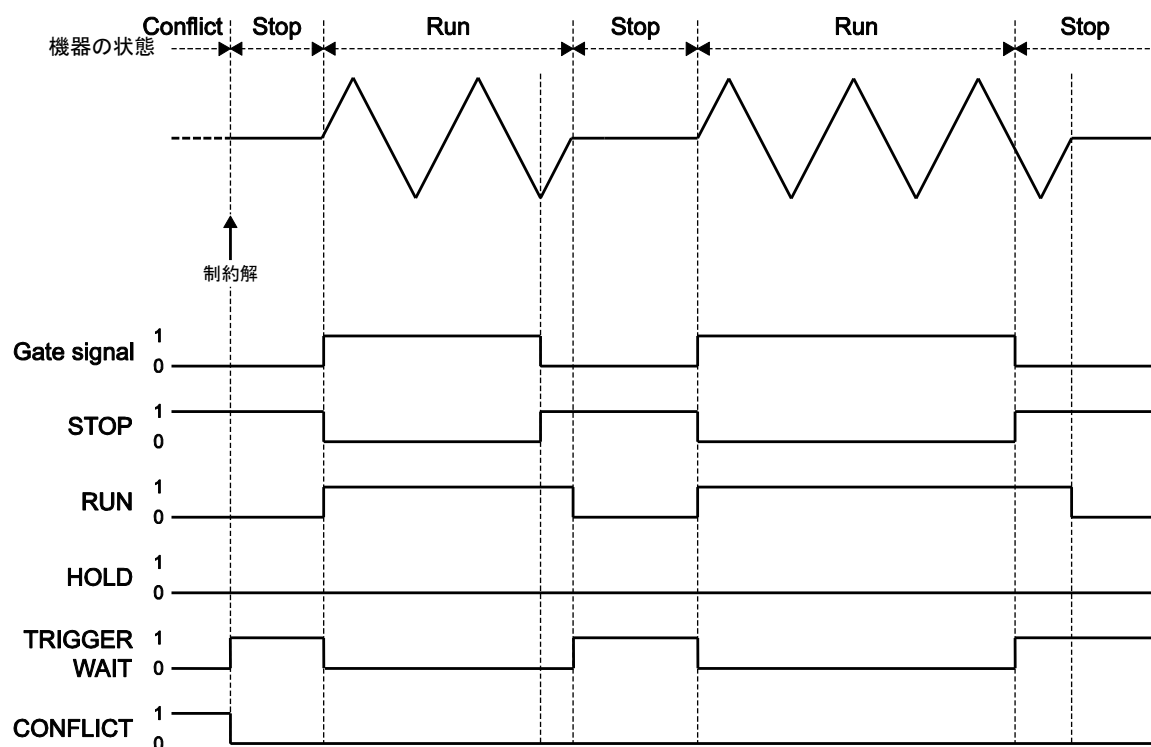 Conflict Stop Run Stop Run Stop
機器の状態
制約解
Gate signal 1
0
STOP 1
0
RUN 1
0
HOLD 1
0
TRIGGER 1
WAIT 0
CONFLICT 1
0